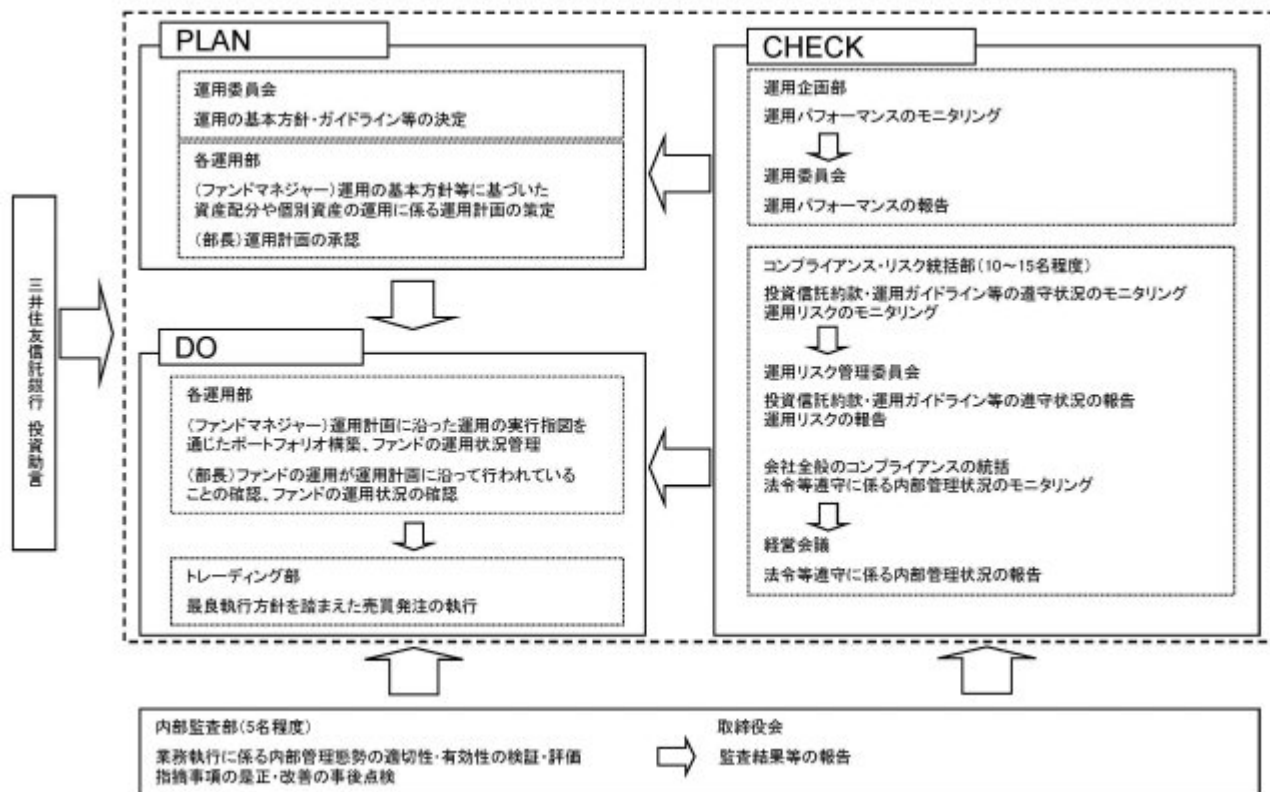 三井住友信託銀行 投資助言
PLAN
運用委員会
運用の基本方針・ガイドライン等の決定
各運用部
(ファンドマネジャー)運用の基本方針等に基づいた
資産配分や個別資産の運用に係る運用計画の策定
(部長)運用計画の承認
DO
各運用部
(ファンドマネジャー)運用計画に沿った運用の実行指図を
通じたポートフォリオ構築、ファンドの運用状況管理
(部長)ファンドの運用が運用計画に沿って行われている
ことの確認、ファンドの運用状況の確認
トレーディング部
最良執行方針を踏まえた売買発注の執行
CHECK
運用企画部
運用パフォーマンスのモニタリング
運用委員会
運用パフォーマンスの報告
コンプライアンス・リスク統括部(10~15名程度)
投資信託約款・運用ガイドライン等の遵守状況のモニタリング
運用リスクのモニタリング
運用リスク管理委員会
投資信託約款・運用ガイドライン等の遵守状況の報告
運用リスクの報告
会社全般のコンプライアンスの統括
法令等遵守に係る内部管理状況のモニタリング
経営会議
法令等遵守に係る内部管理状況の報告
内部監査部(5名程度)
業務執行に係る内部管理態勢の適切性・有効性の検証・評価
指摘事項の是正・改善の事後点検
取締役会
監査結果等の報告